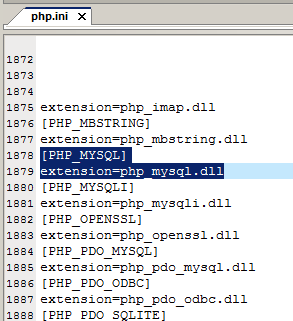 php.ini
1872
1873
1874
1875 extension=php_imap.dll
1876 [PHP_MBSTRING]
1877 extension=php_mbstring.dll
1878 [PHP_MYSQL]
1879 extension=php_mysql.dll
1880 [PHP_MYSQLI]
1881 extension=php_mysqli.dll
1882 [PHP_OPENSSL]
1883 extension=php_openssl.dll
1884 [PHP_PDO_MYSQL]
1885 extension=php_pdo_mysql.dll
1886 [PHP_PDO_ODBC]
1887 extension=php_pdo_odbc.dll
1888 [PHP_PDO_SQLITE]